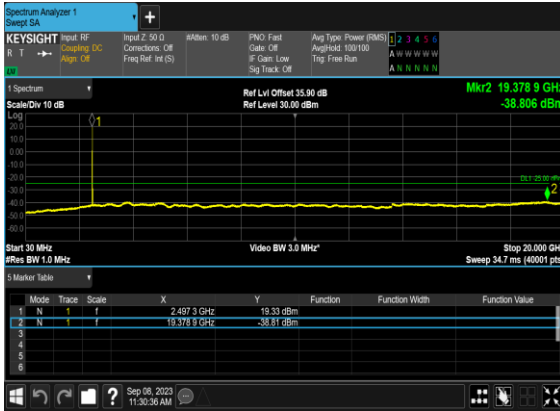 Spectrum Analyzer 1
Swept SA
+
KEYSIGHT Input: RF Input Z: 50 Ω #Atten: 10 dB PNO: Fast Avg Type: Power (RMS) 1 2 3 4 5 6
R T Coupling: DC Corrections: Off Gate: Off Avg|Hold: 100/100 A W W W W W
Align: Off Freq Ref: Int (S) IF Gain: Low Trig: Free Run
Sig Track: Off A N N N N N
1 Spectrum Ref Lvl Offset 35.90 dB Mkr2 19.378 9 GHz
Scale/Div 10 dB Ref Level 30.00 dBm -38.806 dBm
Log
20.0 1
10.0
0.00
-10.0
-20.0
-30.0 2
-40.0
-50.0
-60.0
Start 30 MHz Video BW 3.0 MHz* Stop 20.000 GH
#Res BW 1.0 MHz Sweep 34.7 ms (40001 pts
5 Marker Table
Mode Trace Scale X Y Function Function Width Function Value
1 N 1 f 2.497 3 GHz 19.33 dBm
2 N 1 f 19.378 9 GHz -38.81 dBm
3
4
5
6
? Sep 08, 2023
11:30:36 AM